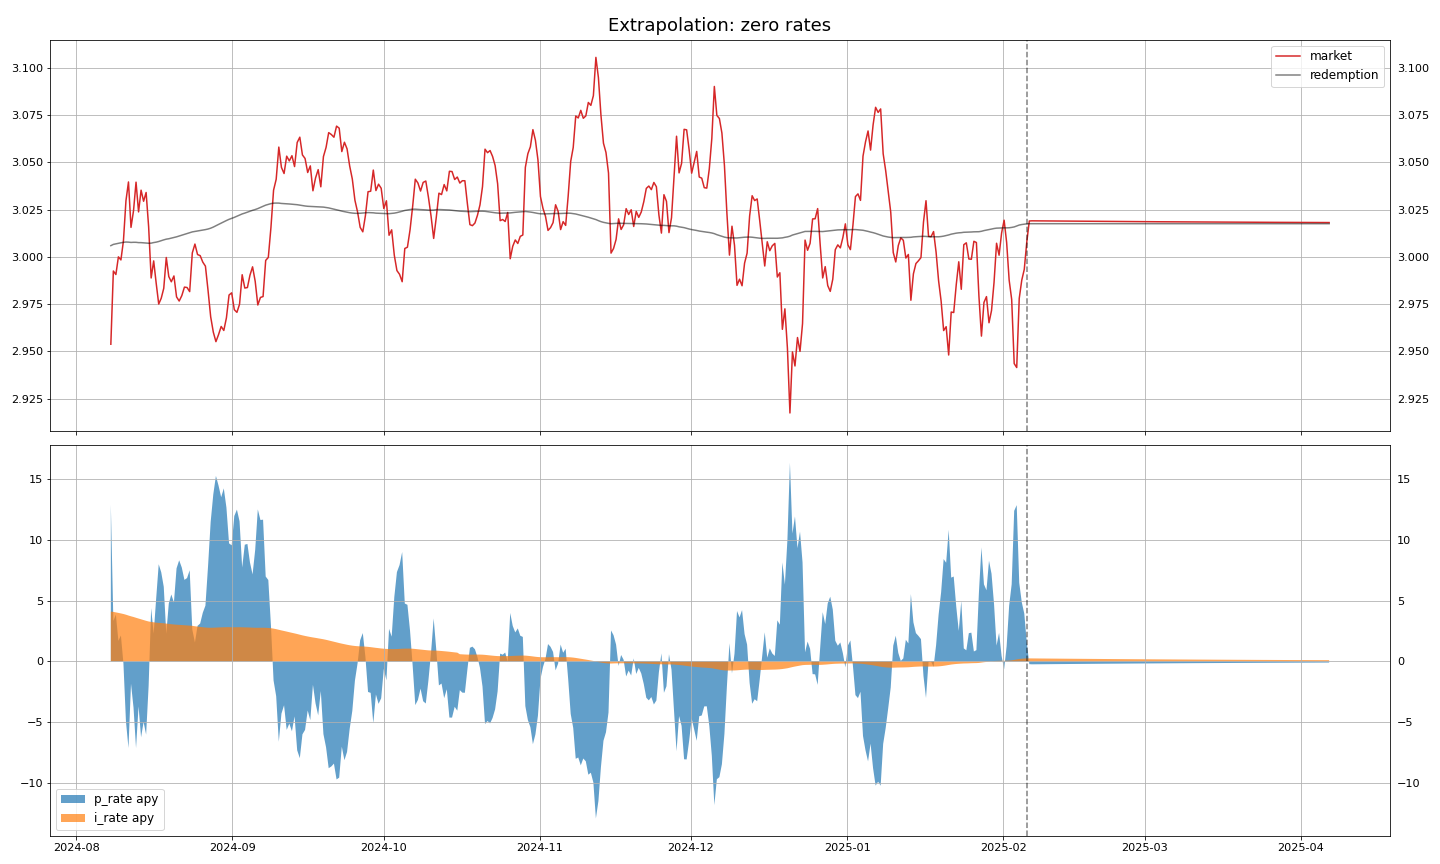 Extrapolation: zero rates
market
redemption
3.100 3.100
3.075 3.075
3.050 3.050
3.025 3.025
3.000 3.000
2.975 2.975
2.950 2.950
2.925 2.925
15 15
10 10
5 5
0 0
−5 −5
−10 −10
p_rate apy
i_rate apy
2024-08 2024-09 2024-10 2024-11 2024-12 2025-01 2025-02 2025-03 2025-04